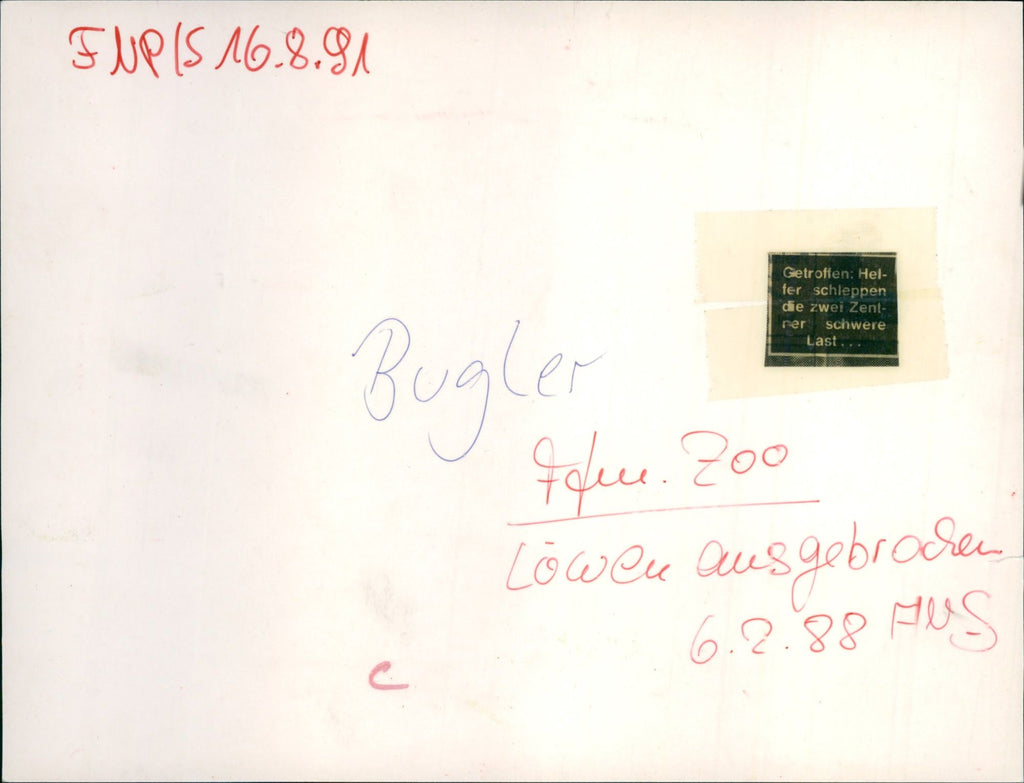 FNP/S 16.8.91
Getroffen: Hel-
fer schleppen
die zwei Zent-
ner schwere
Last...
Bugler
Ffm. Zoo
Löwen ausgebrochen
6.2.88 ANS
C